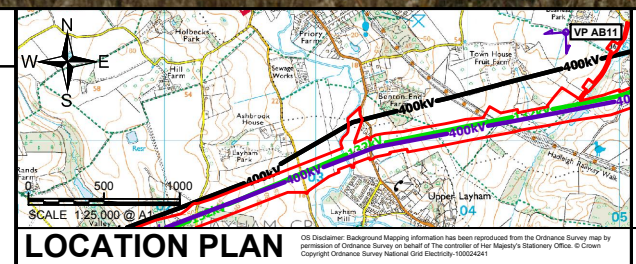 N
W E
S
Holbecks
Park
Priory
Farm
Business
Park
VP AB11
Hill
Farm
Sewage
Works
Town House
Fruit Farm
400kV
Benton End
Farm
400kV
Ashbrook
House
132kV
400kV
Layham
Park
400kV
400kV
Resr
Hadleigh Railway Walk
Rands
Farm
03
Upper Layham
0 500 1000
SCALE 1:25,000 @ A1
Valley
Layham
Mill
04
05
LOCATION PLAN
OS Disclaimer: Background Mapping information has been reproduced from the Ordnance Survey map by
permission of Ordnance Survey on behalf of The controller of Her Majesty's Stationery Office. © Crown
Copyright Ordnance Survey National Grid Electricity-100024241